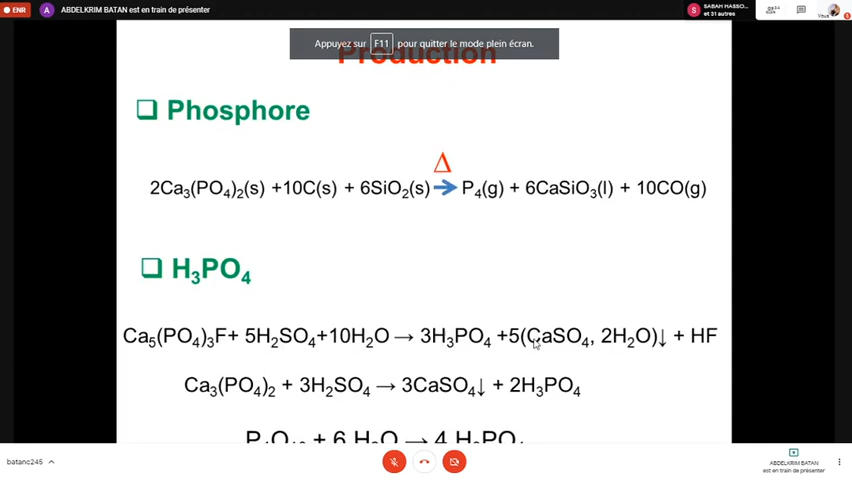 ENR
A ABDELKRIM BATAN est en train de présenter
S SABAH HASSO...
et 31 autres
Vous
Appuyez sur F11 pour quitter le mode plein écran.
Production
Phosphore
Δ
2Ca₃(PO₄)₂(s) +10C(s) + 6SiO₂(s) → P₄(g) + 6CaSiO₃(l) + 10CO(g)
H₃PO₄
Ca₅(PO₄)₃F+ 5H₂SO₄+10H₂O → 3H₃PO₄ +5(CaSO₄, 2H₂O)↓ + HF
Ca₃(PO₄)₂ + 3H₂SO₄ → 3CaSO₄↓ + 2H₃PO₄
P₄O₁₀ + 6 H₂O → 4 H₃PO₄
batanc245
ABDELKRIM BATAN
est en train de présenter